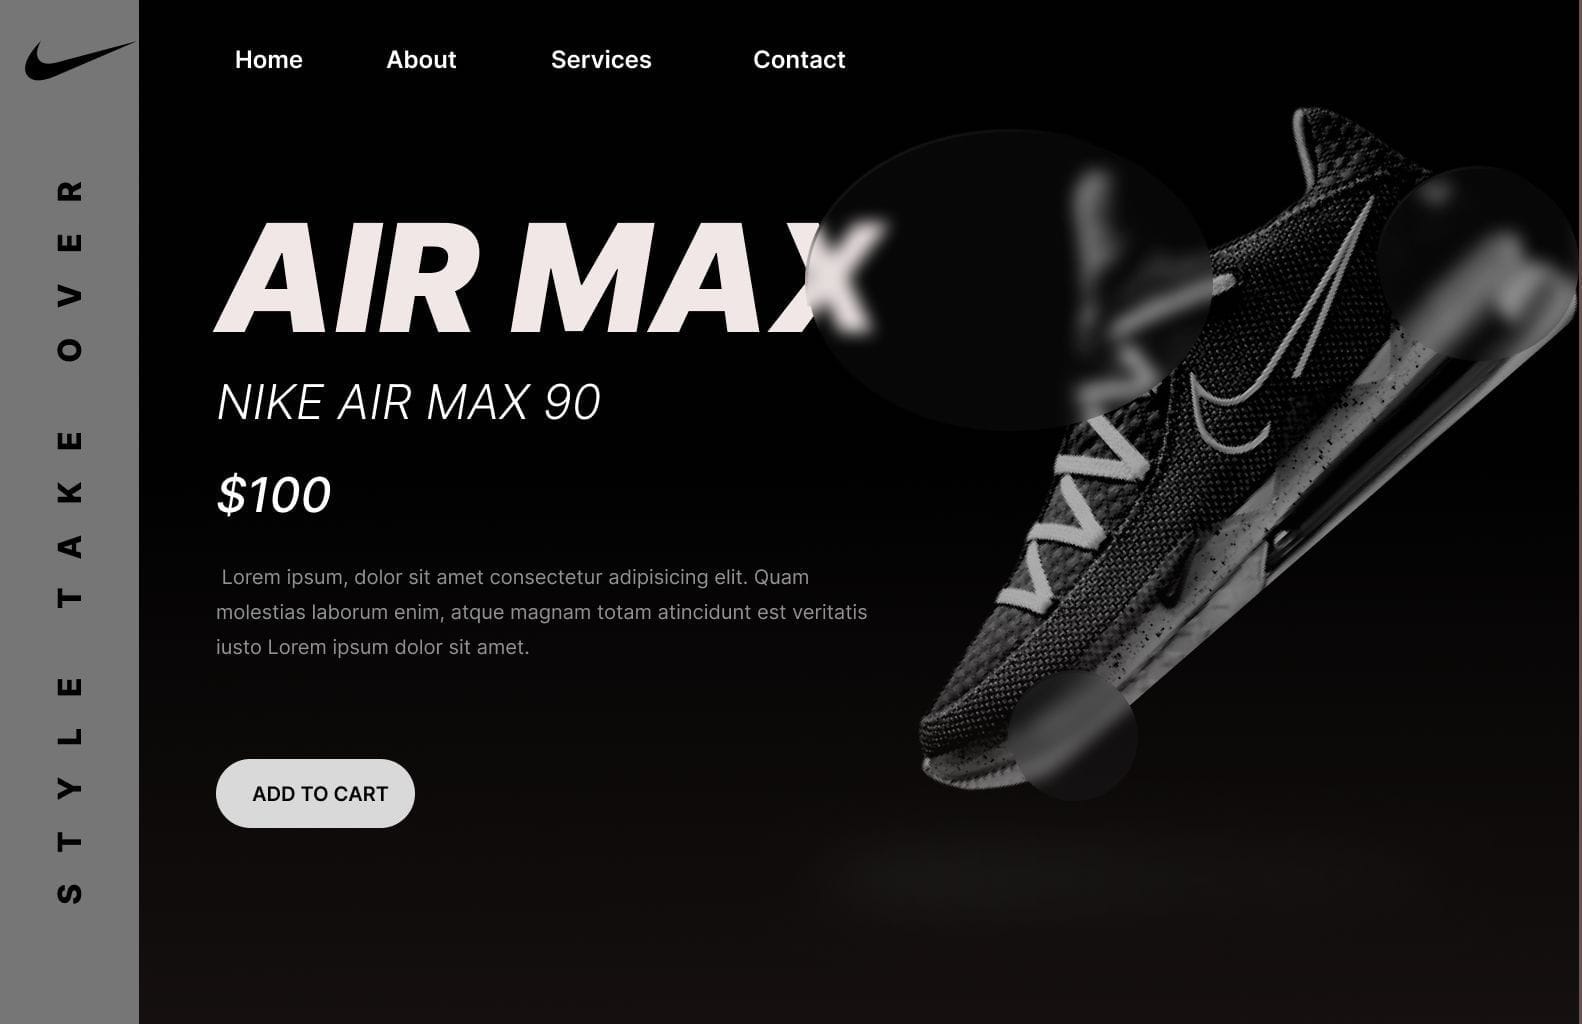 Home About Services Contact
AIR MAX
NIKE AIR MAX 90
$100
Lorem ipsum, dolor sit amet consectetur adipisicing elit. Quam
molestias laborum enim, atque magnam totam atincidunt est veritatis
iusto Lorem ipsum dolor sit amet.
ADD TO CART
STYLE TAKE OVER